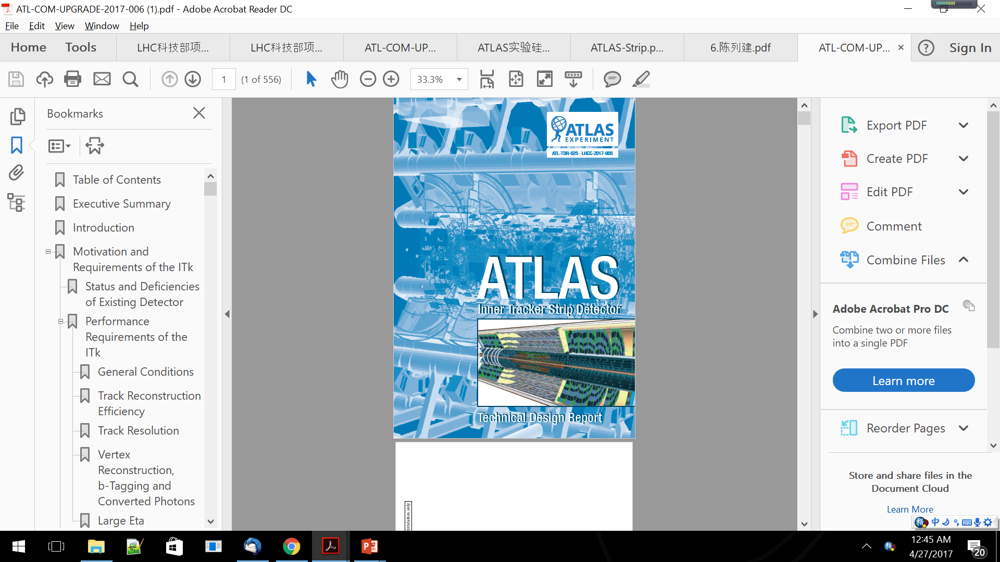 ATL-COM-UPGRADE-2017-006 (1).pdf - Adobe Acrobat Reader DC
File Edit View Window Help
Home Tools LHC科技部项... LHC科技部项... ATL-COM-UP... ATLAS实验硅... ATLAS-Strip.p... 6.陈列建.pdf ATL-COM-UP... Sign In
1 (1 of 556) 33.3%
Bookmarks
Table of Contents
Executive Summary
Introduction
Motivation and
Requirements of the ITk
Status and Deficiencies
of Existing Detector
Performance
Requirements of the
ITk
General Conditions
Track Reconstruction
Efficiency
Track Resolution
Vertex
Reconstruction,
b-Tagging and
Converted Photons
Large Eta
ATLAS
EXPERIMENT
ATL-TDR-025 · LHCC-2017-005
ATLAS
Inner Tracker Strip Detector
Technical Design Report
circulation only
Export PDF
Create PDF
Edit PDF
Comment
Combine Files
Adobe Acrobat Pro DC
Combine two or more files
into a single PDF
Learn more
Reorder Pages
Store and share files in the
Document Cloud
Learn More
中
12:45 AM
4/27/2017
20